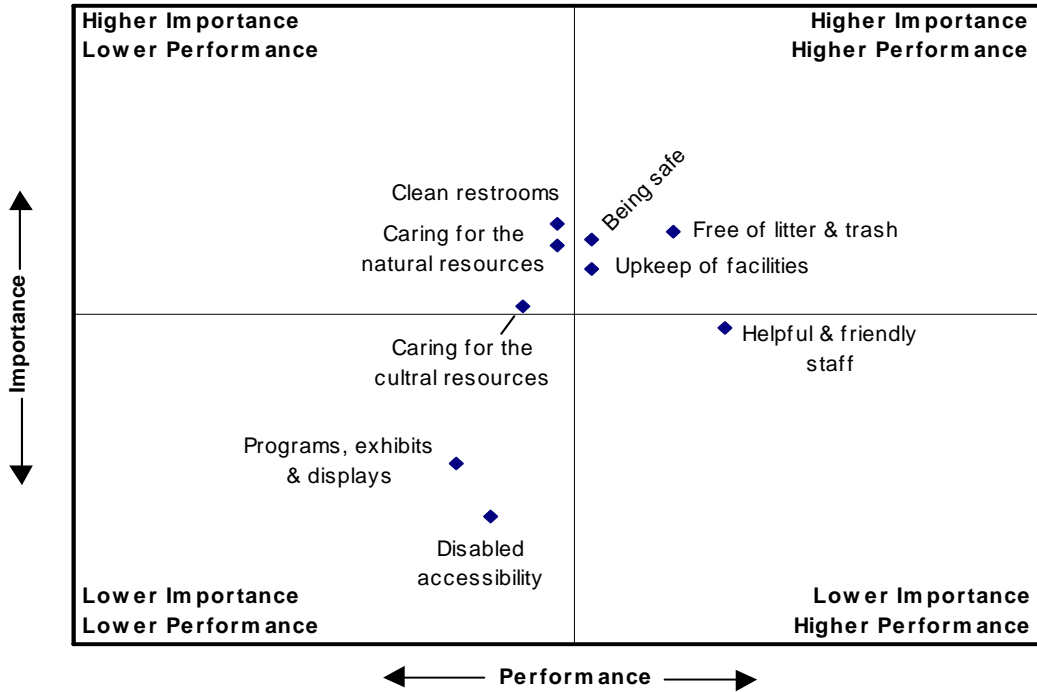 Higher Importance
Lower Performance
Higher Importance
Higher Performance
Clean restrooms
Being safe
Caring for the
natural resources
Free of litter & trash
Upkeep of facilities
Importance
Caring for the
cultral resources
Helpful & friendly
staff
Programs, exhibits
& displays
Disabled
accessibility
Lower Importance
Lower Performance
Lower Importance
Higher Performance
Performance